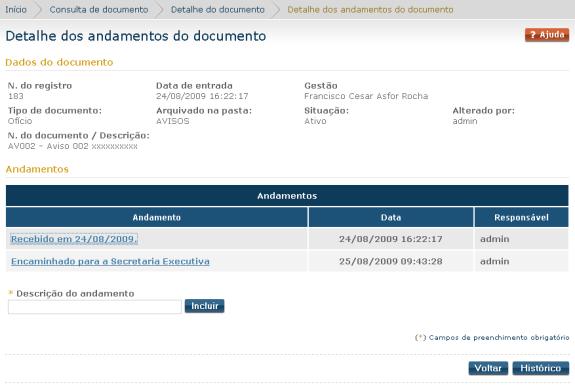 Início Consulta de documento Detalhe do documento Detalhe dos andamentos do documento
Detalhe dos andamentos do documento
? Ajuda
Dados do documento
N. do registro Data de entrada Gestão
183 24/08/2009 16:22:17 Francisco Cesar Asfor Rocha
Tipo de documento: Arquivado na pasta: Situação: Alterado por:
Ofício AVISOS Ativo admin
N. do documento / Descrição:
AV002 - Aviso 002 xxxxxxxxxx
Andamentos
Andamentos
Andamento Data Responsável
Recebido em 24/08/2009. 24/08/2009 16:22:17 admin
Encaminhado para a Secretaria Executiva 25/08/2009 09:43:28 admin
* Descrição do andamento
Incluir
(*) Campos de preenchimento obrigatório
Voltar Histórico